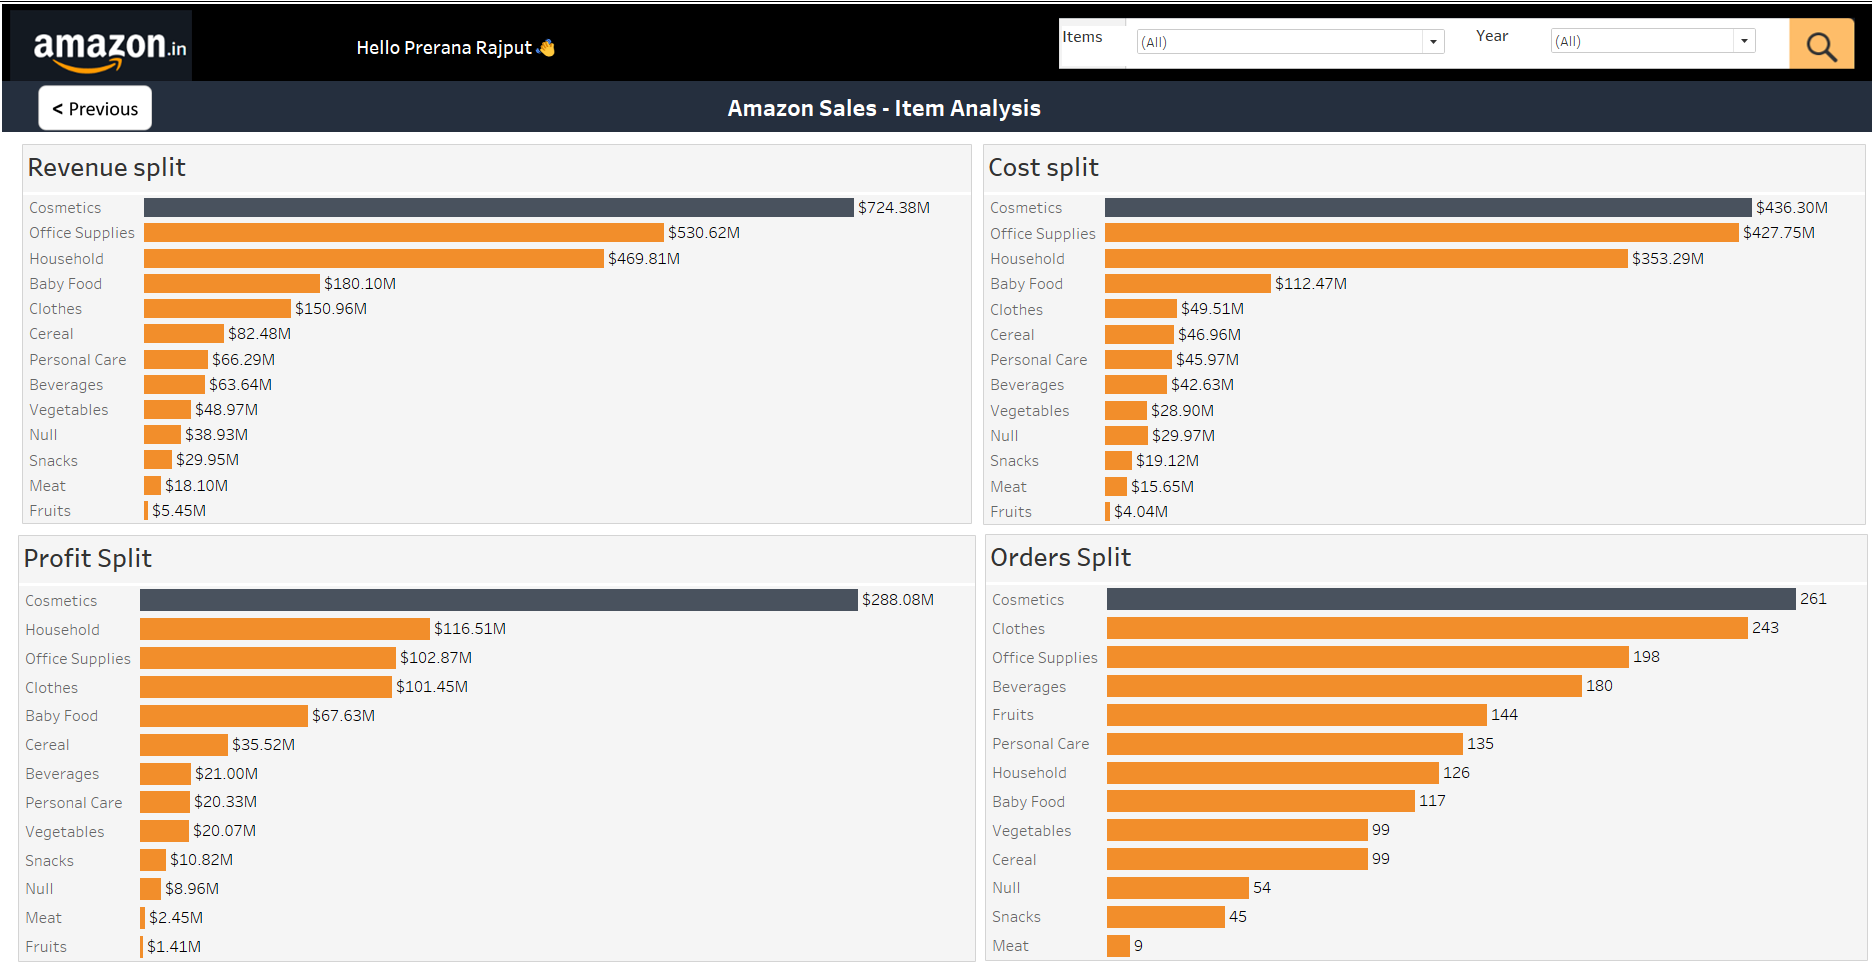 amazon.in
Hello Prerana Rajput 👋
Items
(All)
Year
(All)
< Previous
Amazon Sales - Item Analysis
Revenue split
Cosmetics $724.38M
Office Supplies $530.62M
Household $469.81M
Baby Food $180.10M
Clothes $150.96M
Cereal $82.48M
Personal Care $66.29M
Beverages $63.64M
Vegetables $48.97M
Null $38.93M
Snacks $29.95M
Meat $18.10M
Fruits $5.45M
Cost split
Cosmetics $436.30M
Office Supplies $427.75M
Household $353.29M
Baby Food $112.47M
Clothes $49.51M
Cereal $46.96M
Personal Care $45.97M
Beverages $42.63M
Vegetables $28.90M
Null $29.97M
Snacks $19.12M
Meat $15.65M
Fruits $4.04M
Profit Split
Cosmetics $288.08M
Household $116.51M
Office Supplies $102.87M
Clothes $101.45M
Baby Food $67.63M
Cereal $35.52M
Beverages $21.00M
Personal Care $20.33M
Vegetables $20.07M
Snacks $10.82M
Null $8.96M
Meat $2.45M
Fruits $1.41M
Orders Split
Cosmetics 261
Clothes 243
Office Supplies 198
Beverages 180
Fruits 144
Personal Care 135
Household 126
Baby Food 117
Vegetables 99
Cereal 99
Null 54
Snacks 45
Meat 9